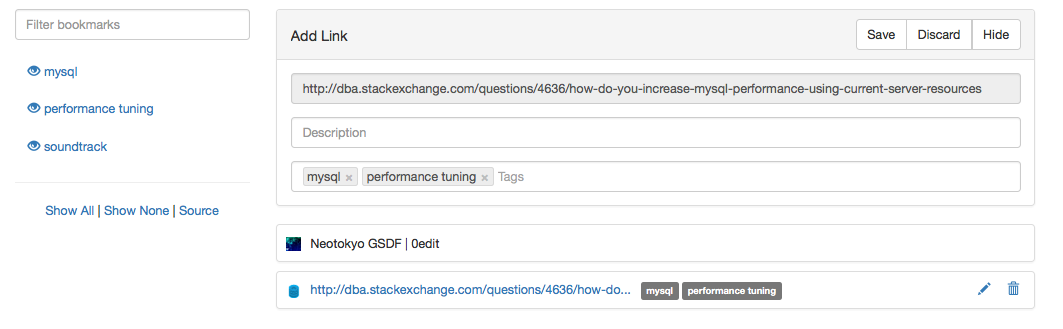 Filter bookmarks
mysql
performance tuning
soundtrack
Show All | Show None | Source
Add Link
Save Discard Hide
http://dba.stackexchange.com/questions/4636/how-do-you-increase-mysql-performance-using-current-server-resources
Description
mysql × performance tuning × Tags
Neotokyo GSDF | 0edit
http://dba.stackexchange.com/questions/4636/how-do... mysql performance tuning